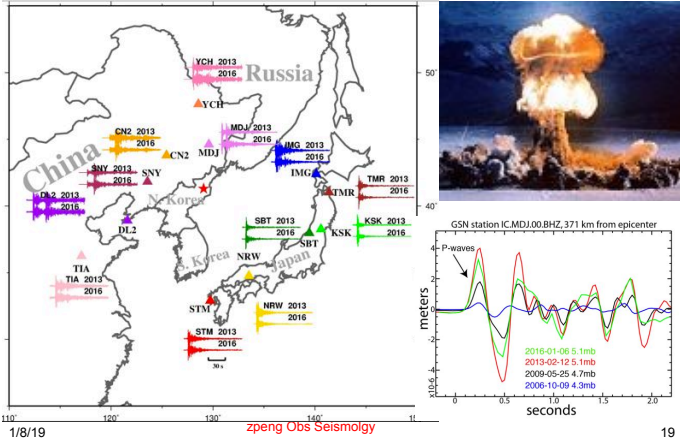 50°
40°
110°
120°
130°
140°
15
Russia
China
N. Korea
S. Korea
Japan
YCH 2013
2016
YCH
MDJ 2013
2016
MDJ
CN2 2013
2016
CN2
SNY 2013
2016
SNY
DL2 2013
2016
DL2
IMG 2013
2016
IMG
TMR 2013
2016
TMR
SBT 2013
2016
SBT
KSK 2013
2016
KSK
TIA
TIA 2013
2016
NRW
NRW 2013
2016
STM
STM 2013
2016
30 s
GSN station IC.MDJ.00.BHZ, 371 km from epicenter
P-waves
meters
4
2
0
-2
-4
-6
x10
2016-01-06 5.1mb
2013-02-12 5.1mb
2009-05-25 4.7mb
2006-10-09 4.3mb
0
0.5
1.0
1.5
2.0
seconds
1/8/19
zpeng Obs Seismolgy
19